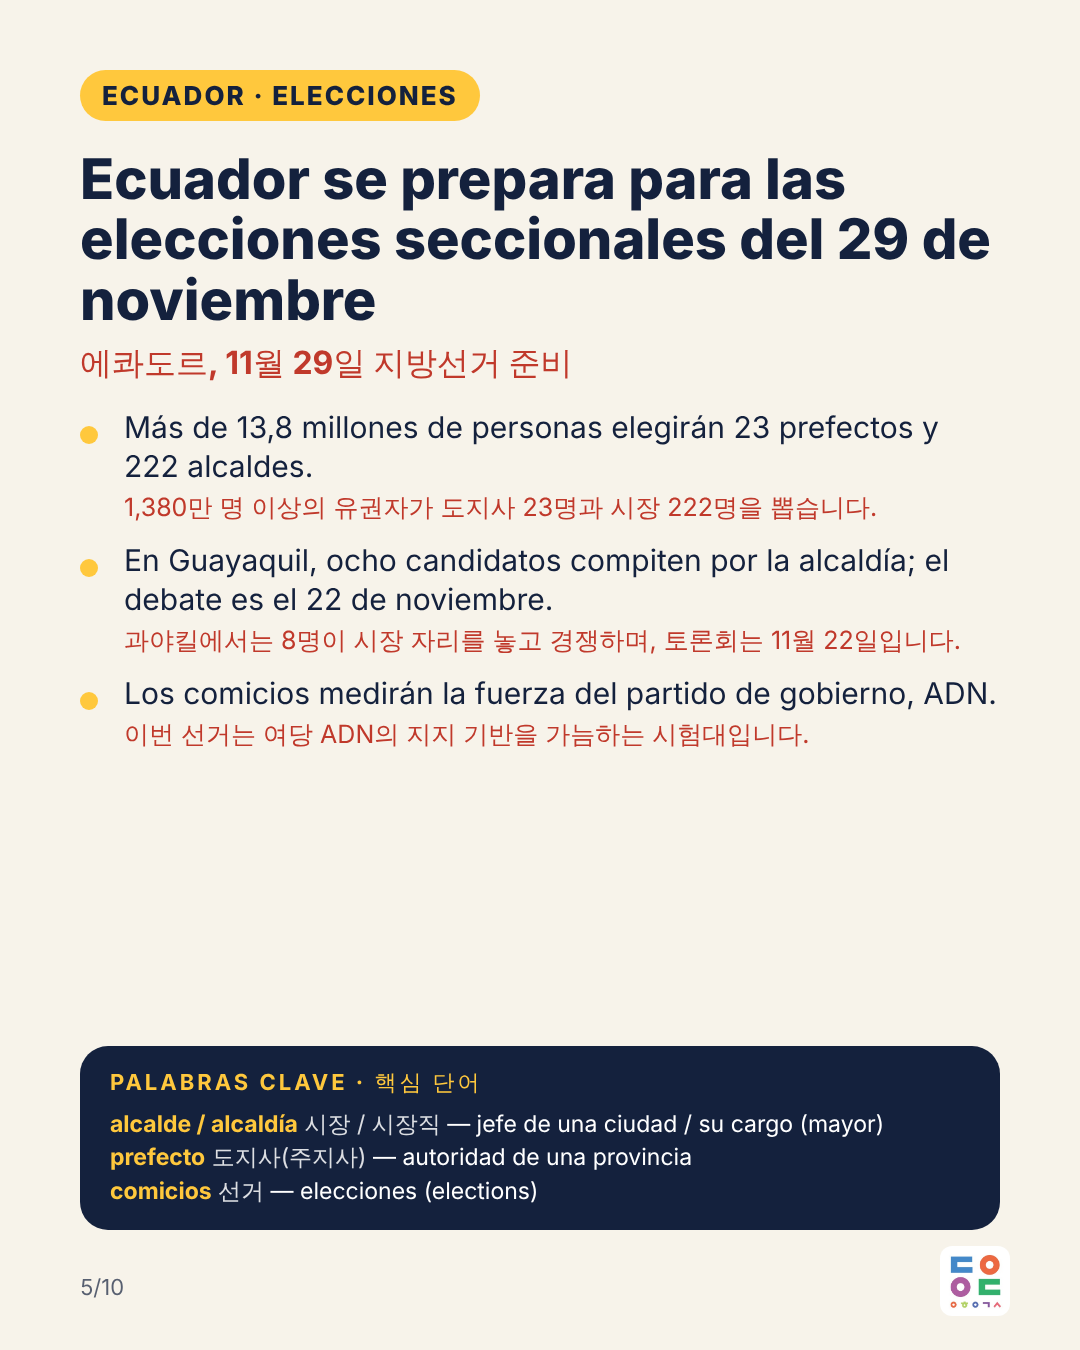 ECUADOR · ELECCIONES
Ecuador se prepara para las
elecciones seccionales del 29 de
noviembre
에콰도르, 11월 29일 지방선거 준비
Más de 13,8 millones de personas elegirán 23 prefectos y
222 alcaldes.
1,380만 명 이상의 유권자가 도지사 23명과 시장 222명을 뽑습니다.
En Guayaquil, ocho candidatos compiten por la alcaldía; el
debate es el 22 de noviembre.
과야킬에서는 8명이 시장 자리를 놓고 경쟁하며, 토론회는 11월 22일입니다.
Los comicios medirán la fuerza del partido de gobierno, ADN.
이번 선거는 여당 ADN의 지지 기반을 가늠하는 시험대입니다.
PALABRAS CLAVE · 핵심 단어
alcalde / alcaldía 시장 / 시장직 — jefe de una ciudad / su cargo (mayor)
prefecto 도지사(주지사) — autoridad de una provincia
comicios 선거 — elecciones (elections)
5/10